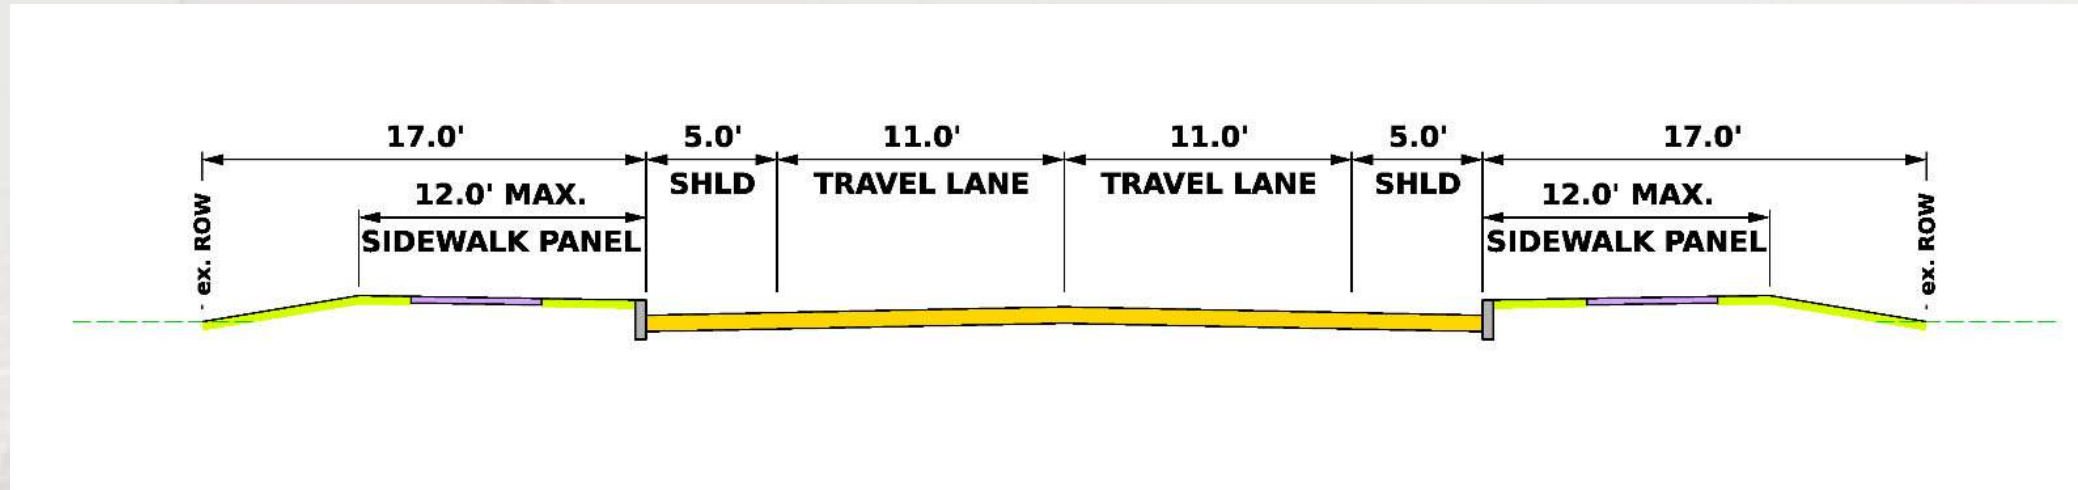 17.0'
5.0'
11.0'
11.0'
5.0'
17.0'
SHLD
TRAVEL LANE
TRAVEL LANE
SHLD
12.0' MAX.
12.0' MAX.
SIDEWALK PANEL
SIDEWALK PANEL
ex. ROW
ex. ROW